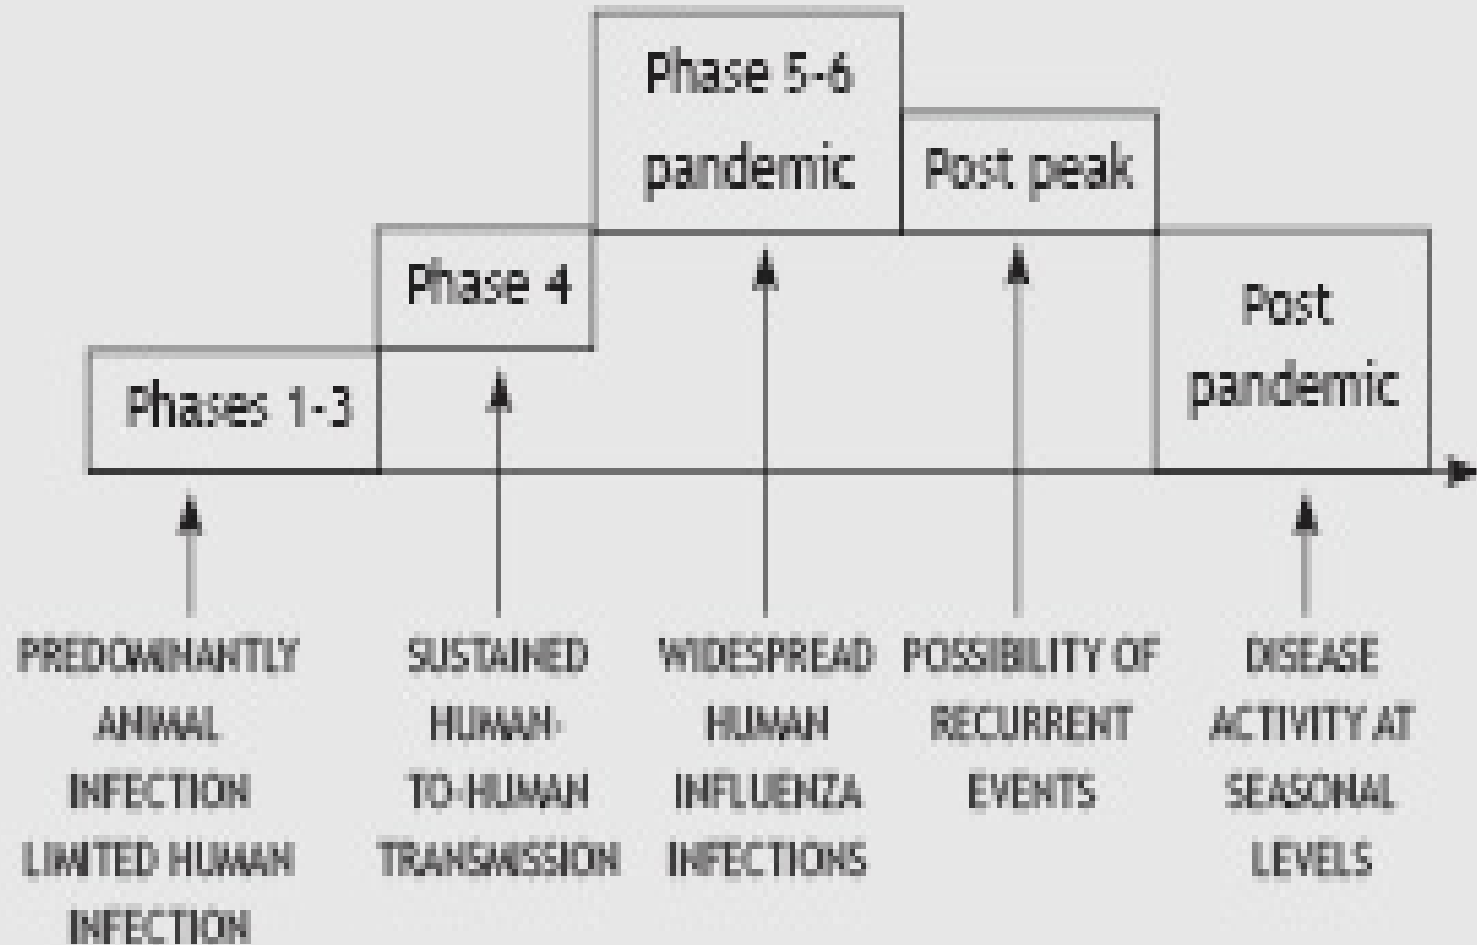 Phase 5-6
pandemic
Post peak
Phase 4
Post
pandemic
Phases 1-3
PREDOMINANTLY
ANIMAL
INFECTION
LIMITED HUMAN
INFECTION
SUSTAINED
HUMAN-
TO-HUMAN
TRANSMISSION
WIDESPREAD
HUMAN
INFLUENZA
INFECTIONS
POSSIBILITY OF
RECURRENT
EVENTS
DISEASE
ACTIVITY AT
SEASONAL
LEVELS